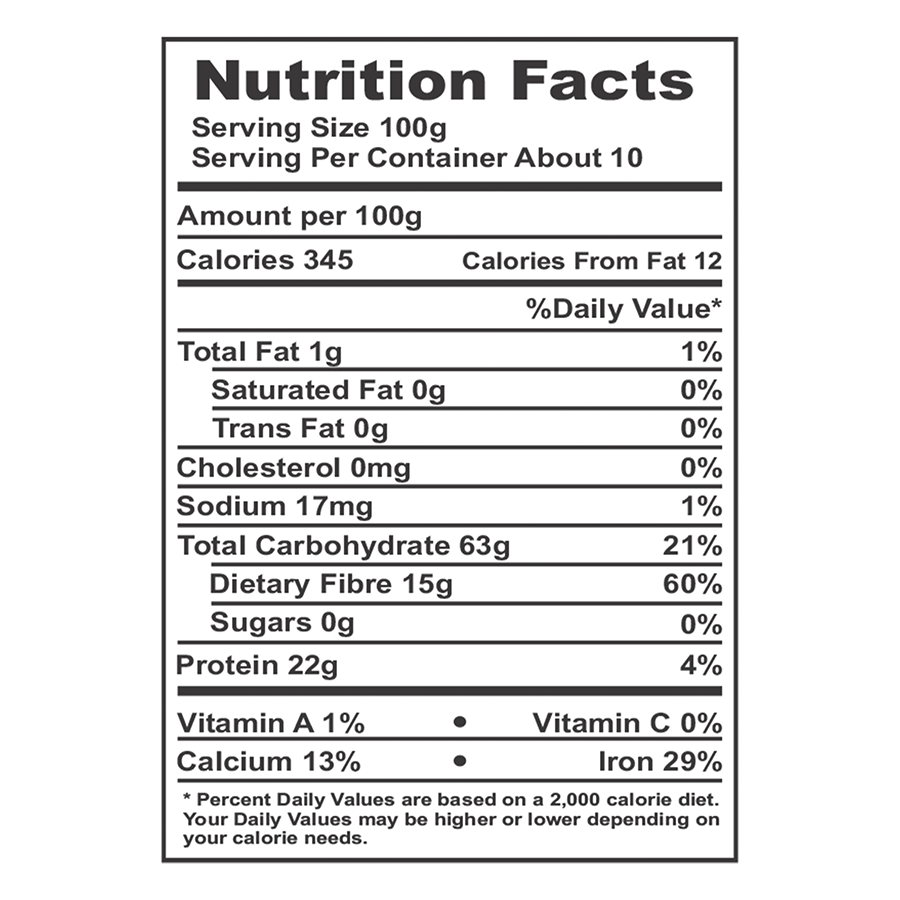 Nutrition Facts
Serving Size 100g
Serving Per Container About 10
Amount per 100g
Calories 345 Calories From Fat 12
%Daily Value*
Total Fat 1g 1%
Saturated Fat 0g 0%
Trans Fat 0g 0%
Cholesterol 0mg 0%
Sodium 17mg 1%
Total Carbohydrate 63g 21%
Dietary Fibre 15g 60%
Sugars 0g 0%
Protein 22g 4%
Vitamin A 1% • Vitamin C 0%
Calcium 13% • Iron 29%
* Percent Daily Values are based on a 2,000 calorie diet.
Your Daily Values may be higher or lower depending on
your calorie needs.